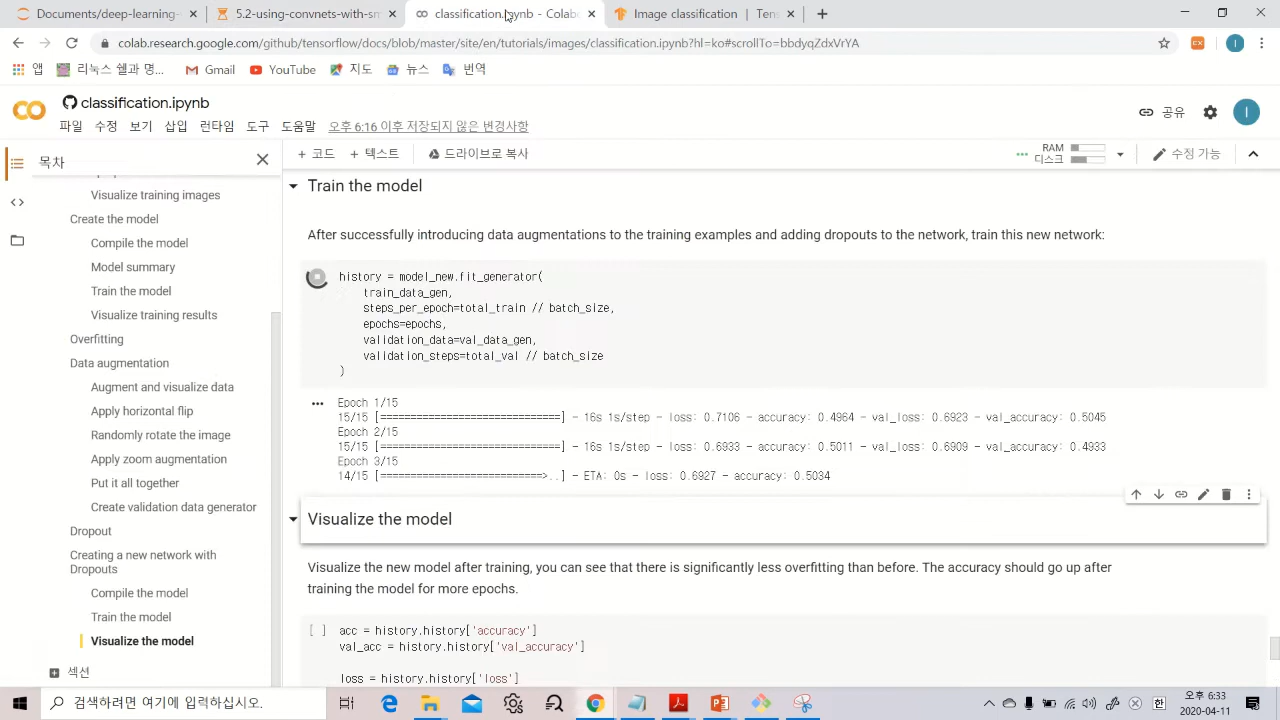 Documents/tensorflow/
5.2-using-convnets-with-sm
classification.ipynb - Colab
Image classification | Tens
colab.research.google.com/github/tensorflow/docs/blob/master/site/en/tutorials/images/classification.ipynb?hl=ko#scrollTo=bbdyqZdxVrYA
앱
리눅스 쉘과 명...
Gmail
YouTube
지도
뉴스
번역
classification.ipynb
공유
파일 수정 보기 삽입 런타임 도구 도움말 오후 6:16 이후 저장되지 않은 변경사항
목차
+ 코드 + 텍스트
드라이브로 복사
RAM
디스크
수정 가능
Visualize training images
Create the model
Compile the model
Model summary
Train the model
Visualize training results
Overfitting
Data augmentation
Augment and visualize data
Apply horizontal flip
Randomly rotate the image
Apply zoom augmentation
Put it all together
Create validation data generator
Dropout
Creating a new network with
Dropouts
Compile the model
Train the model
Visualize the model
섹션
Train the model
After successfully introducing data augmentations to the training examples and adding dropouts to the network, train this new network:
history = model_new.fit_generator(
train_data_gen,
steps_per_epoch=total_train // batch_size,
epochs=epochs,
validation_data=val_data_gen,
validation_steps=total_val // batch_size
)
Epoch 1/15
15/15 [==============================] - 16s 1s/step - loss: 0.7106 - accuracy: 0.4964 - val_loss: 0.6923 - val_accuracy: 0.5045
Epoch 2/15
15/15 [==============================] - 16s 1s/step - loss: 0.6933 - accuracy: 0.5011 - val_loss: 0.6909 - val_accuracy: 0.4933
Epoch 3/15
14/15 [===========================>..] - ETA: 0s - loss: 0.6927 - accuracy: 0.5034
Visualize the model
Visualize the new model after training, you can see that there is significantly less overfitting than before. The accuracy should go up after
training the model for more epochs.
[ ] acc = history.history['accuracy']
val_acc = history.history['val_accuracy']
loss = history.history['loss']
검색하려면 여기에 입력하십시오.
한
오후 6:33
2020-04-11